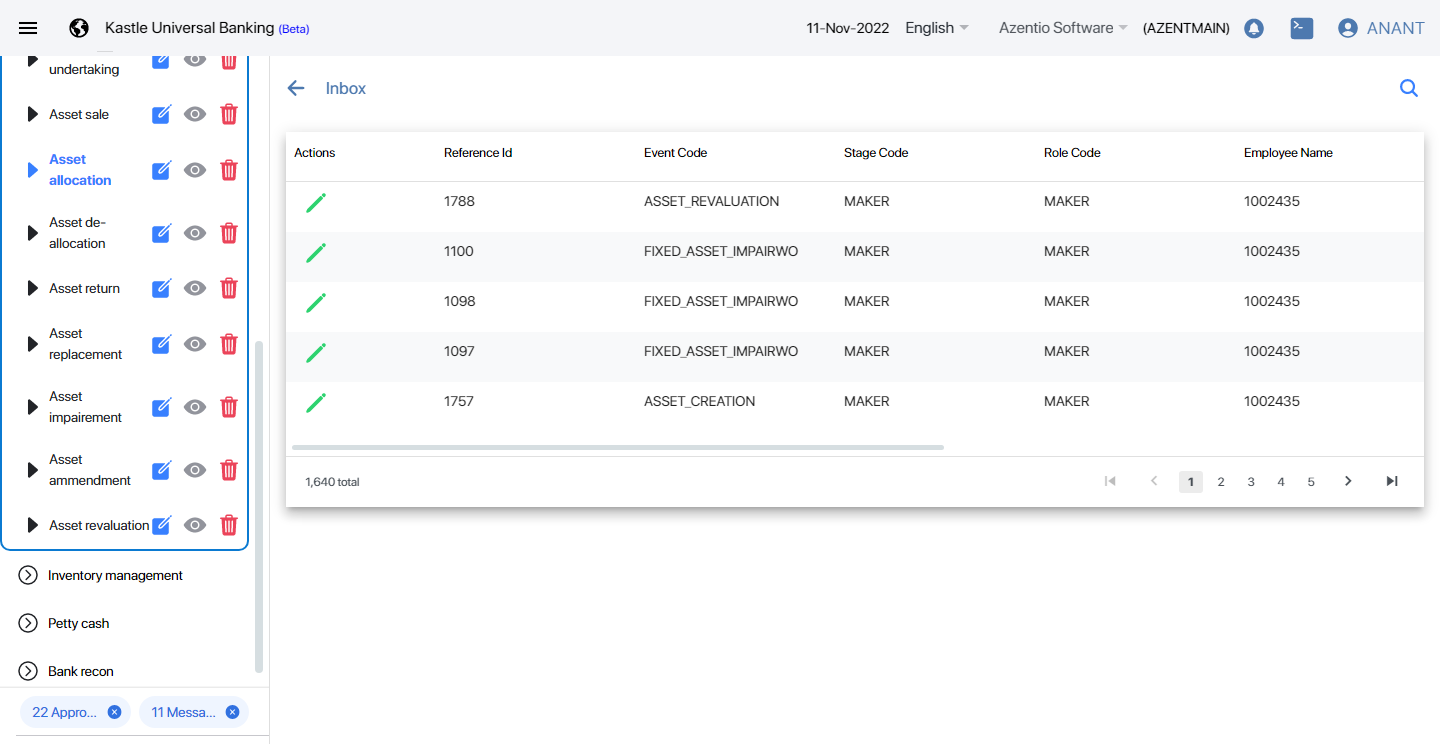 Kastle Universal Banking (Beta)
11-Nov-2022 English Azentio Software (AZENTMAIN) ANANT
undertaking
Asset sale
Asset
allocation
Asset de-
allocation
Asset return
Asset
replacement
Asset
impairement
Asset
ammendment
Asset revaluation
Inventory management
Petty cash
Bank recon
22 Appro...
11 Messa...
Inbox
Actions Reference Id Event Code Stage Code Role Code Employee Name
1788 ASSET_REVALUATION MAKER MAKER 1002435
1100 FIXED_ASSET_IMPAIRWO MAKER MAKER 1002435
1098 FIXED_ASSET_IMPAIRWO MAKER MAKER 1002435
1097 FIXED_ASSET_IMPAIRWO MAKER MAKER 1002435
1757 ASSET_CREATION MAKER MAKER 1002435
1,640 total
1 2 3 4 5